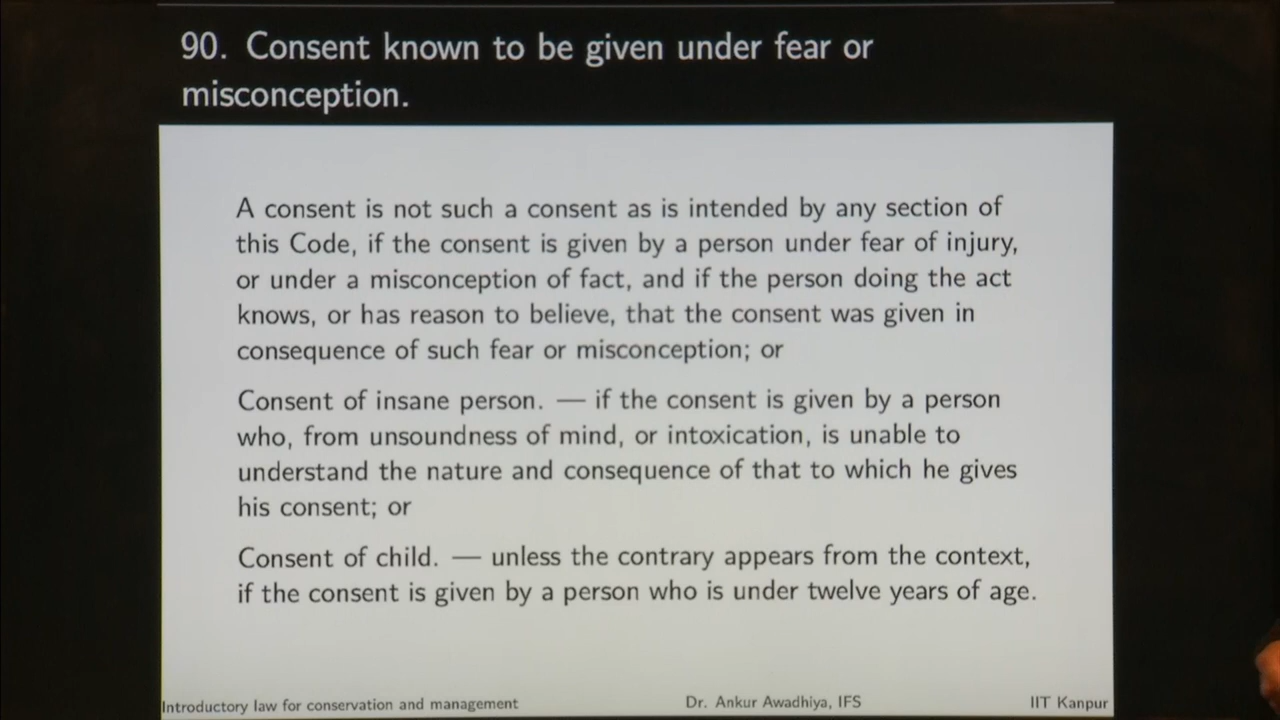 90. Consent known to be given under fear or
misconception.
A consent is not such a consent as is intended by any section of
this Code, if the consent is given by a person under fear of injury,
or under a misconception of fact, and if the person doing the act
knows, or has reason to believe, that the consent was given in
consequence of such fear or misconception; or
Consent of insane person. — if the consent is given by a person
who, from unsoundness of mind, or intoxication, is unable to
understand the nature and consequence of that to which he gives
his consent; or
Consent of child. — unless the contrary appears from the context,
if the consent is given by a person who is under twelve years of age.
Introductory law for conservation and management Dr. Ankur Awadhiya, IFS IIT Kanpur